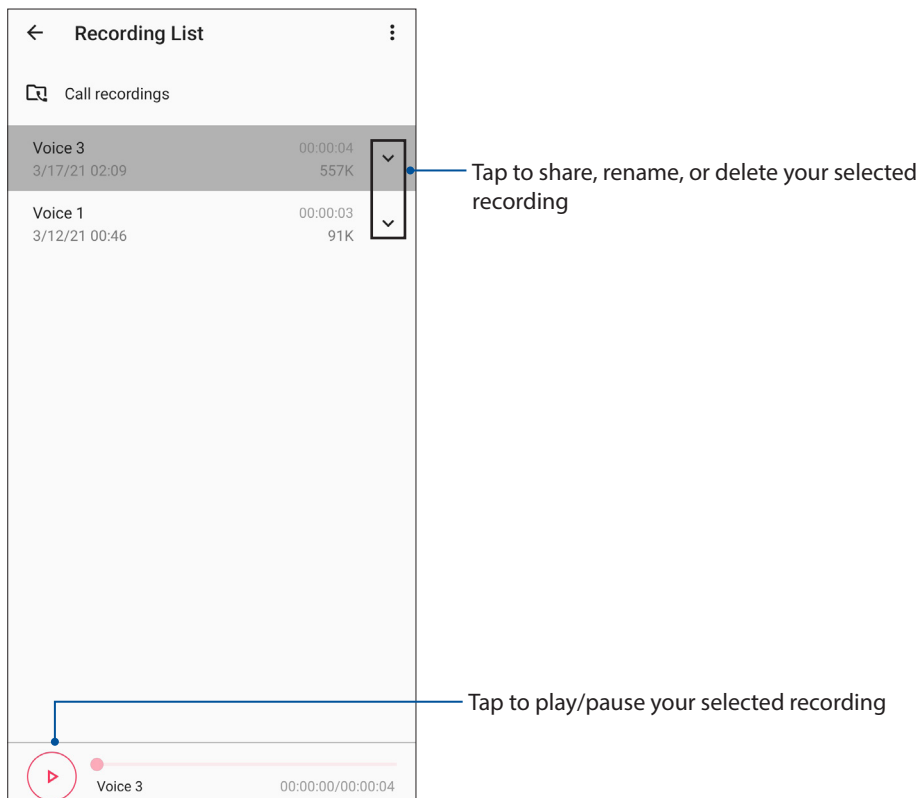 Recording List
Call recordings
Voice 3 00:00:04
3/17/21 02:09 557K
Tap to share, rename, or delete your selected
recording
Voice 1 00:00:03
3/12/21 00:46 91K
Tap to play/pause your selected recording
Voice 3 00:00:00/00:00:04